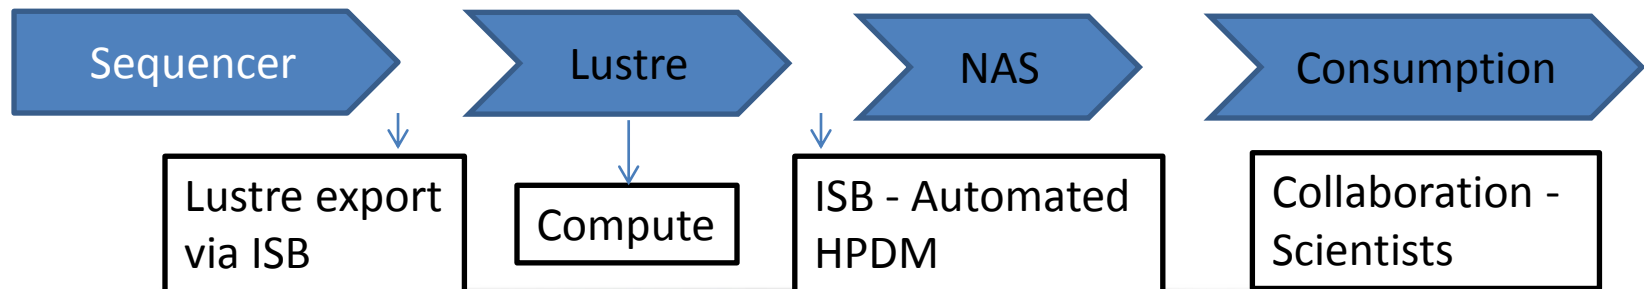 Sequencer
Lustre
NAS
Consumption
Lustre export
via ISB
Compute
ISB - Automated
HPDM
Collaboration -
Scientists